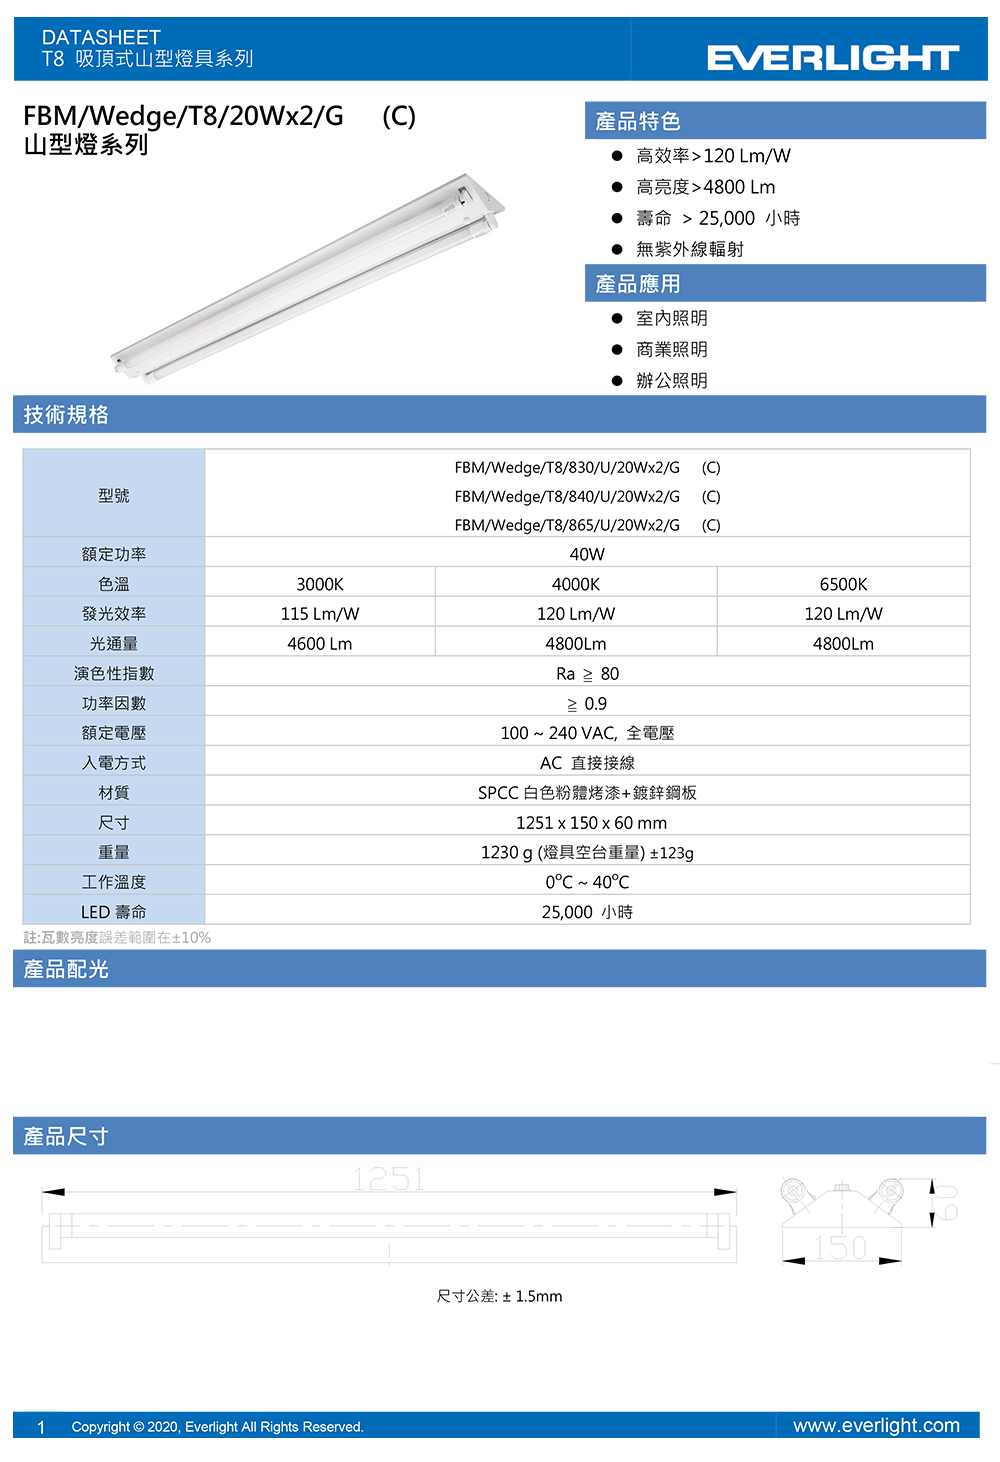 DATASHEET
T8 吸頂式山型燈具系列
EVERLIGHT
FBM/Wedge/T8/20Wx2/G (C)
山型燈系列
產品特色
● 高效率>120 Lm/W
● 高亮度>4800 Lm
● 壽命 > 25,000 小時
● 無紫外線輻射
產品應用
● 室內照明
● 商業照明
● 辦公照明
技術規格
型號
FBM/Wedge/T8/830/U/20Wx2/G (C)
FBM/Wedge/T8/840/U/20Wx2/G (C)
FBM/Wedge/T8/865/U/20Wx2/G (C)
額定功率 40W
色溫 3000K 4000K 6500K
發光效率 115 Lm/W 120 Lm/W 120 Lm/W
光通量 4600 Lm 4800Lm 4800Lm
演色性指數 Ra ≧ 80
功率因數 ≧ 0.9
額定電壓 100 ~ 240 VAC, 全電壓
入電方式 AC 直接接線
材質 SPCC 白色粉體烤漆+鍍鋅鋼板
尺寸 1251 x 150 x 60 mm
重量 1230 g (燈具空台重量) ±123g
工作溫度 0°C ~ 40°C
LED 壽命 25,000 小時
註:瓦數亮度誤差範圍在±10%
產品配光
產品尺寸
1251
60
150
尺寸公差: ± 1.5mm
1 Copyright © 2020, Everlight All Rights Reserved.
www.everlight.com